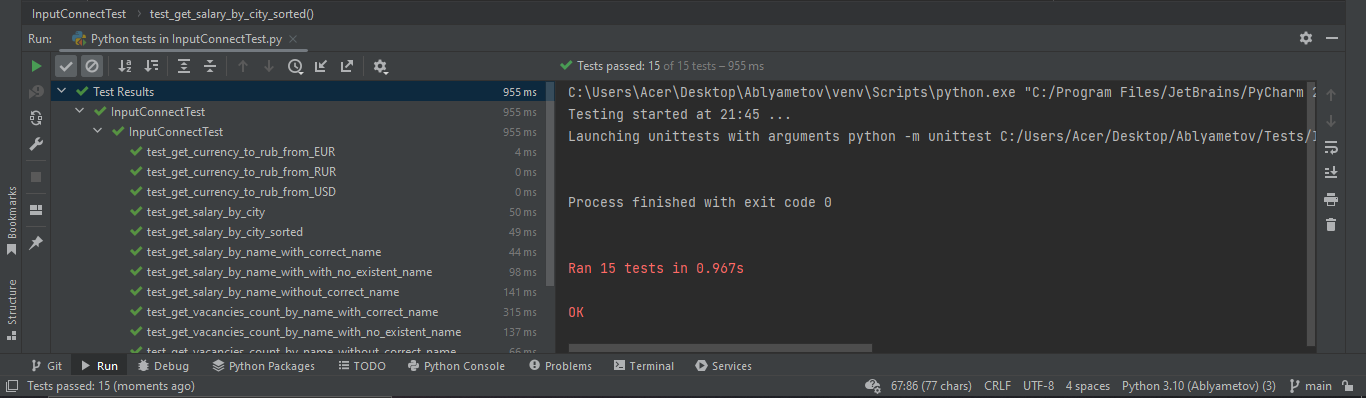 InputConnectTest test_get_salary_by_city_sorted()
Run: Python tests in InputConnectTest.py
Tests passed: 15 of 15 tests – 955 ms
Test Results 955 ms
InputConnectTest 955 ms
InputConnectTest 955 ms
test_get_currency_to_rub_from_EUR 4 ms
test_get_currency_to_rub_from_RUR 0 ms
test_get_currency_to_rub_from_USD 0 ms
test_get_salary_by_city 50 ms
test_get_salary_by_city_sorted 49 ms
test_get_salary_by_name_with_correct_name 44 ms
test_get_salary_by_name_with_with_no_existent_name 98 ms
test_get_salary_by_name_without_correct_name 141 ms
test_get_vacancies_count_by_name_with_correct_name 315 ms
test_get_vacancies_count_by_name_with_no_existent_name 137 ms
test_get_vacancies_count_by_name_without_correct_name 66 ms
C:\Users\Acer\Desktop\Ablyametov\venv\Scripts\python.exe "C:/Program Files/JetBrains/PyCharm 2
Testing started at 21:45 ...
Launching unittests with arguments python -m unittest C:/Users/Acer/Desktop/Ablyametov/Tests/I
Process finished with exit code 0
Ran 15 tests in 0.967s
OK
Bookmarks
Structure
Git Run Debug Python Packages TODO Python Console Problems Terminal Services
Tests passed: 15 (moments ago) 67:86 (77 chars) CRLF UTF-8 4 spaces Python 3.10 (Ablyametov) (3) main